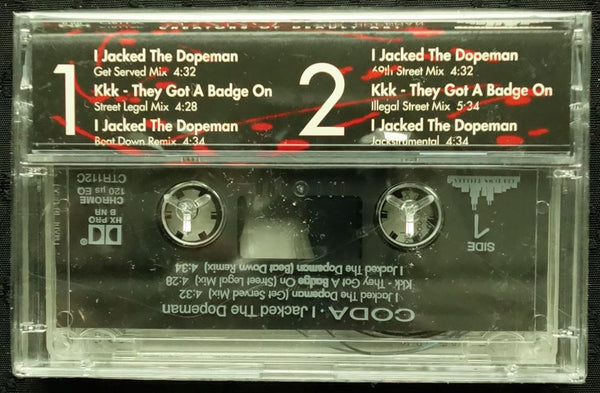 1
I Jacked The Dopeman
Get Served Mix 4:32
Kkk - They Got A Badge On
Street Legal Mix 4:28
I Jacked The Dopeman
Beat Down Remix 4:34
2
I Jacked The Dopeman
69th Street Mix 4:32
Kkk - They Got A Badge On
Illegal Street Mix 5:34
I Jacked The Dopeman
Jackstrumental 4:34
CODA · I Jacked The Dopeman
I Jacked The Dopeman (Get Served Mix) 4:32
Kkk - They Got A Badge On (Street Legal Mix) 4:28
I Jacked The Dopeman (Beat Down Remix) 4:34
SIDE
1
HX PRO
B NR
CHROME
120 µs EQ
CTR112C